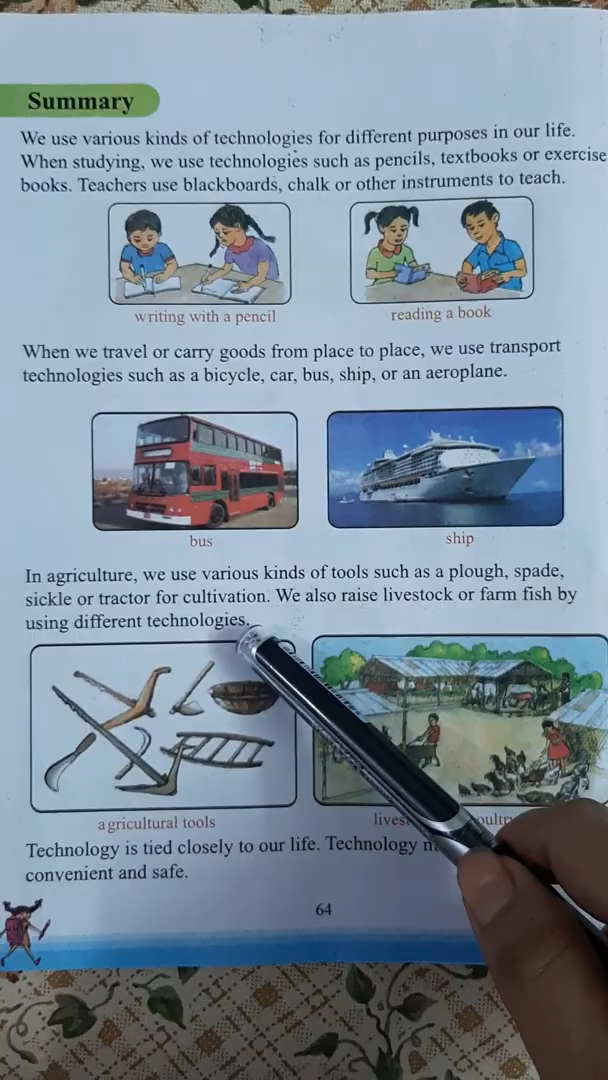 Summary
We use various kinds of technologies for different purposes in our life.
When studying, we use technologies such as pencils, textbooks or exercise
books. Teachers use blackboards, chalk or other instruments to teach.
writing with a pencil
reading a book
When we travel or carry goods from place to place, we use transport
technologies such as a bicycle, car, bus, ship, or an aeroplane.
bus
ship
In agriculture, we use various kinds of tools such as a plough, spade,
sickle or tractor for cultivation. We also raise livestock or farm fish by
using different technologies.
agricultural tools
Technology is tied closely to our life. Technology
convenient and safe.
64